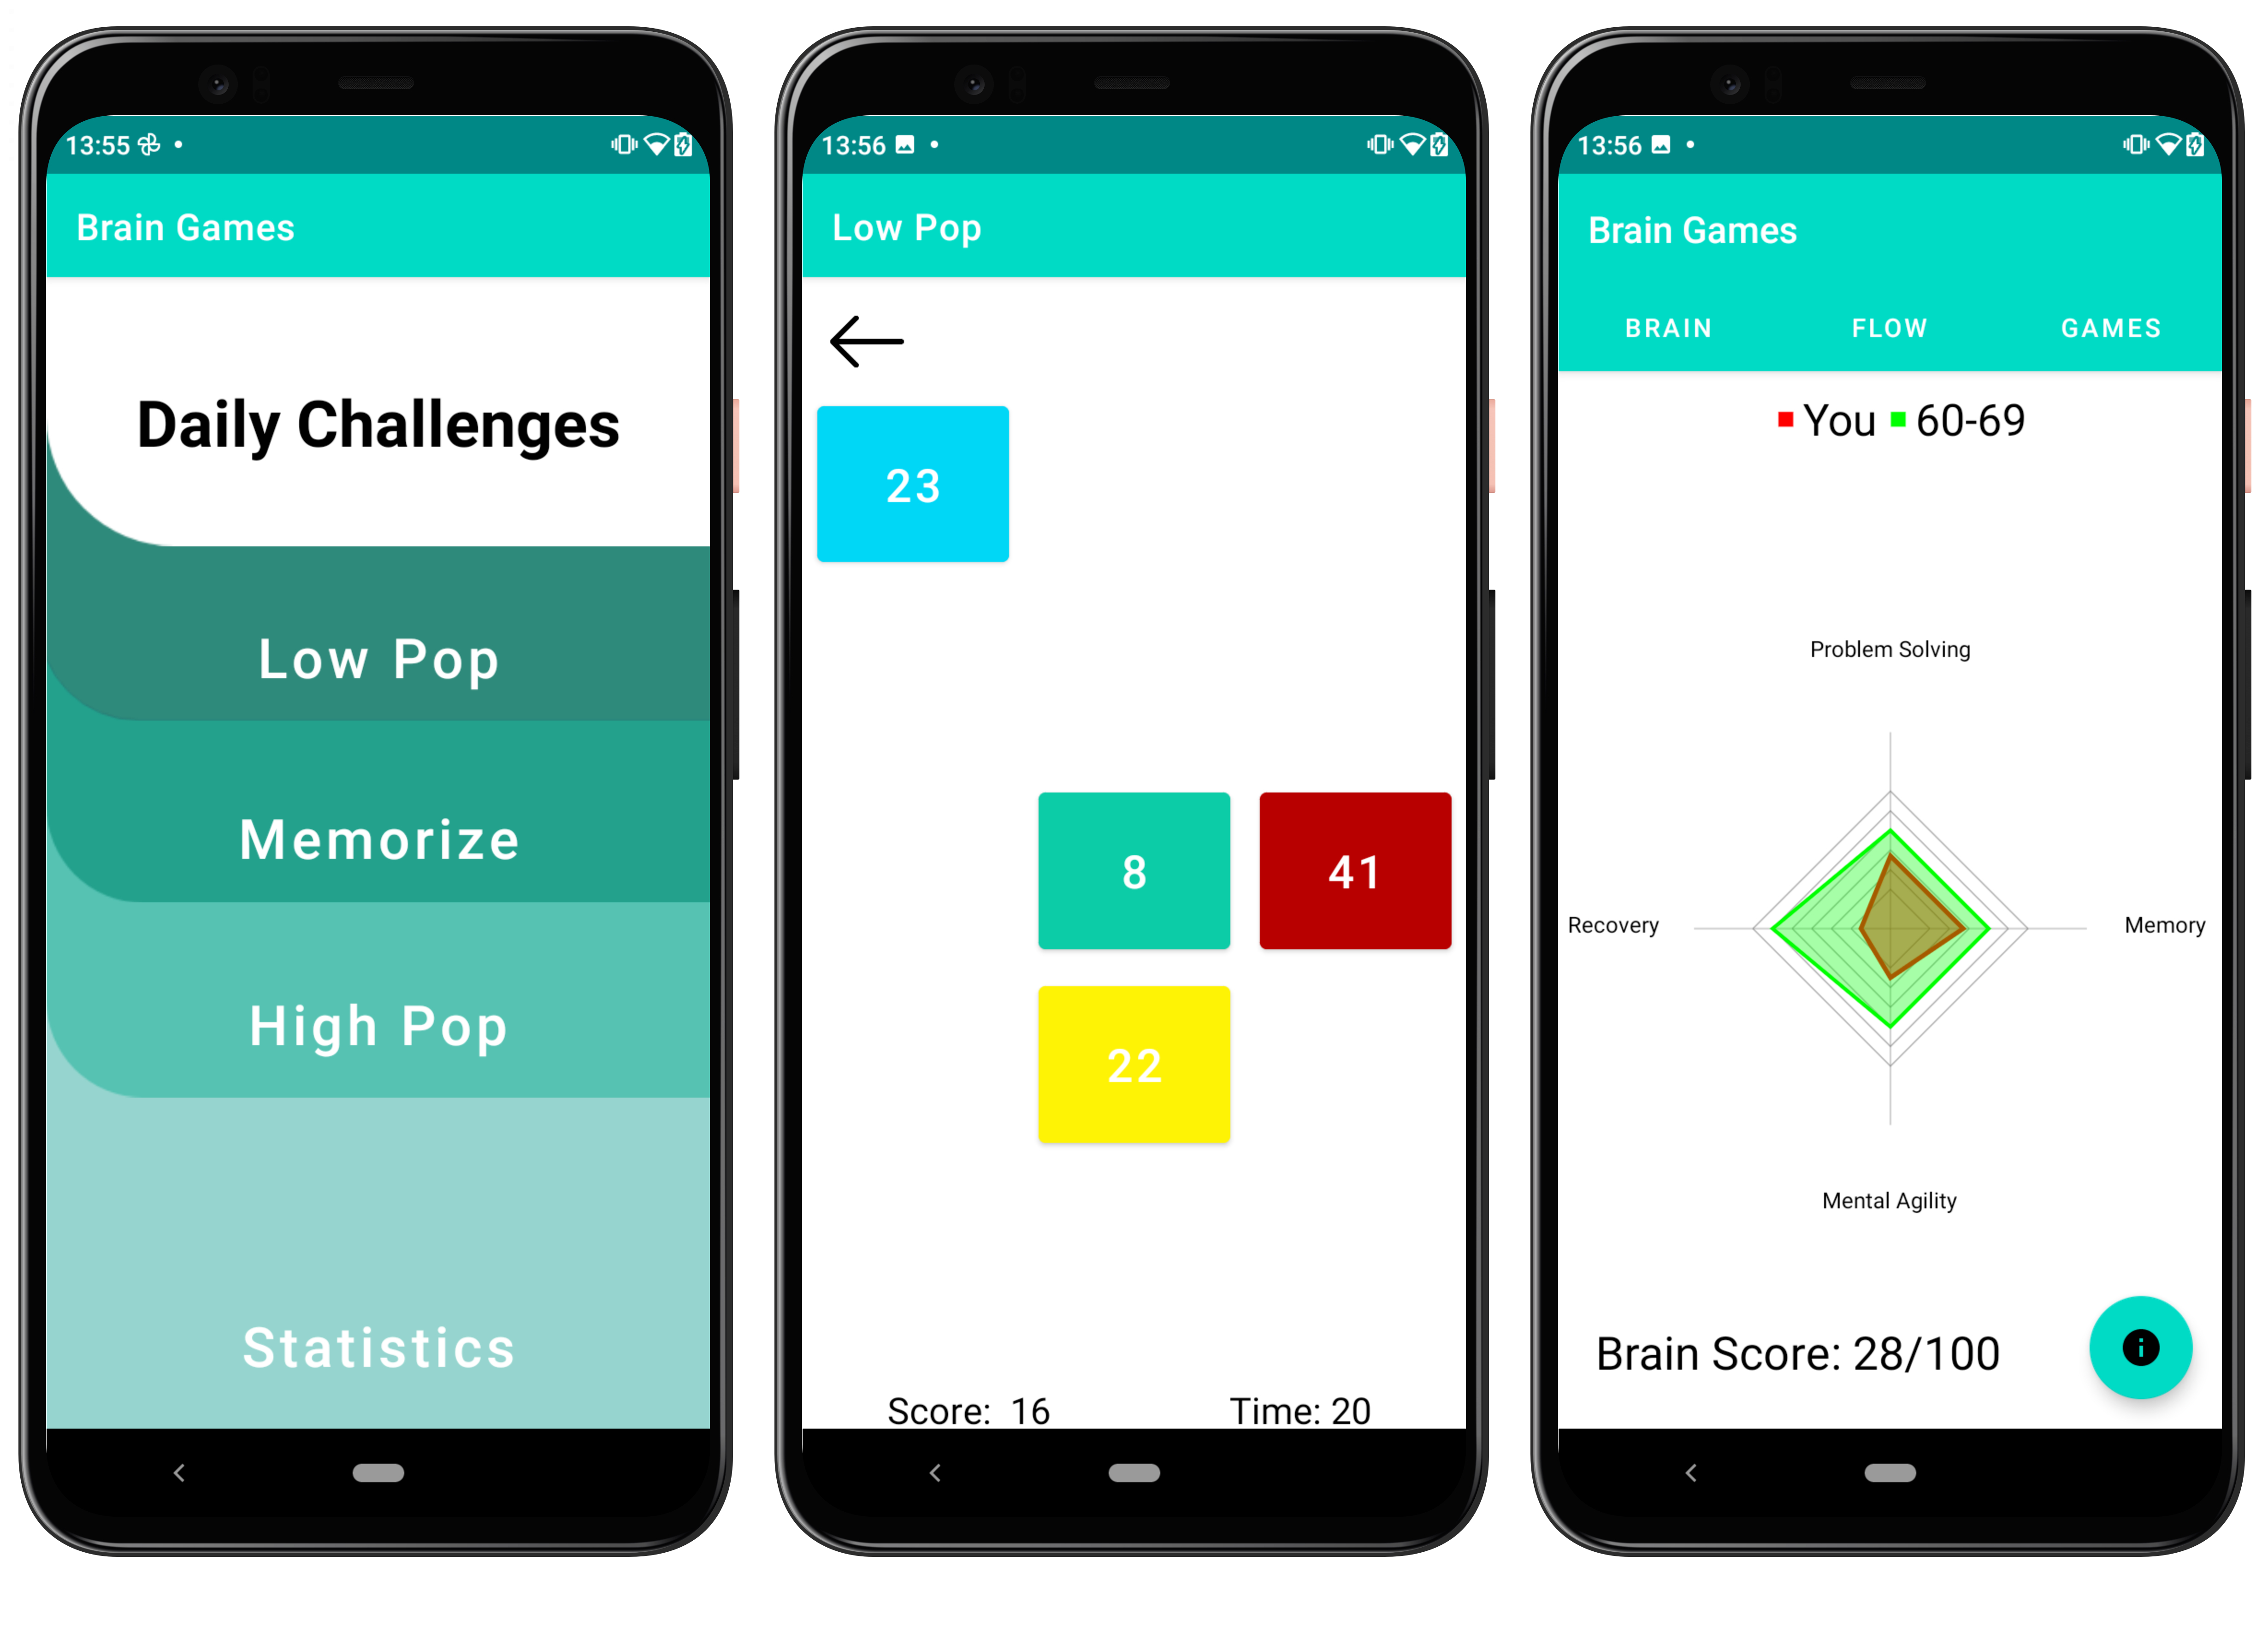 13:55
Brain Games
Daily Challenges
Low Pop
Memorize
High Pop
Statistics
13:56
Low Pop
23
8 41
22
Score: 16 Time: 20
13:56
Brain Games
BRAIN FLOW GAMES
You 60-69
Problem Solving
Recovery Memory
Mental Agility
Brain Score: 28/100